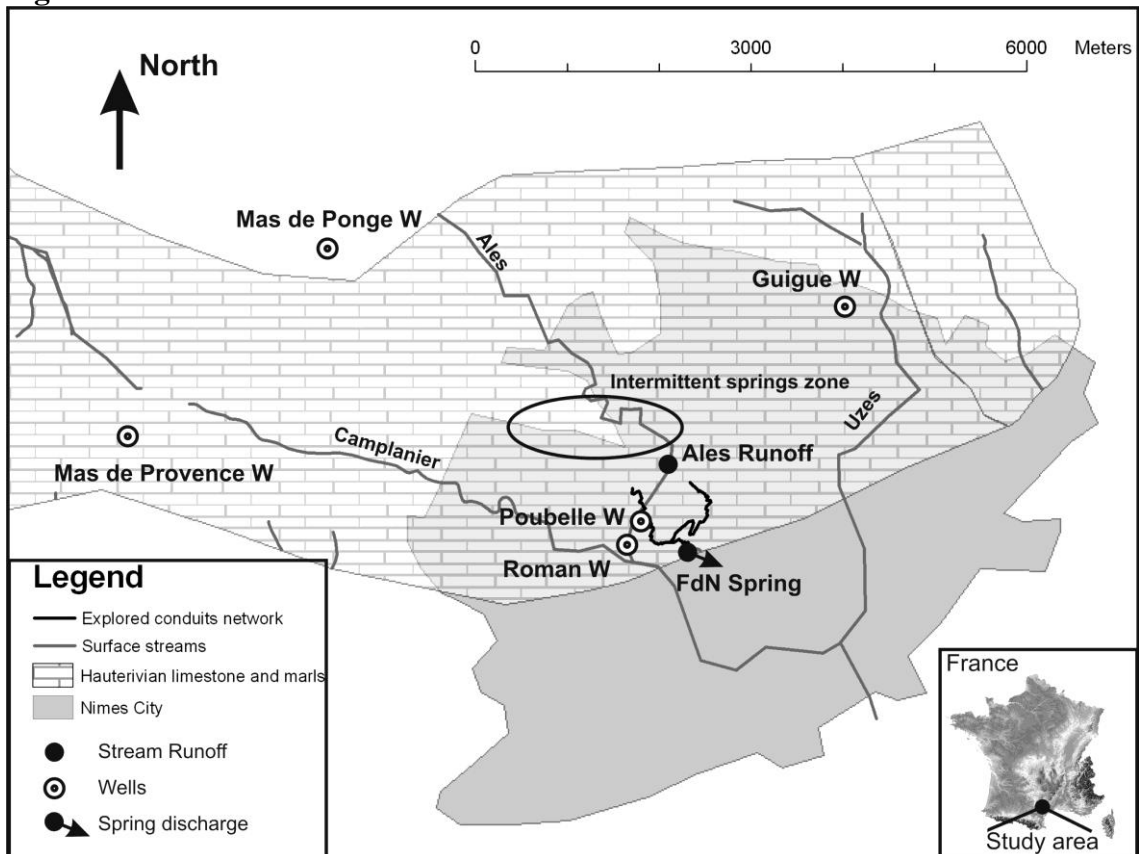 0 3000 6000 Meters
North
Mas de Ponge W
Ales
Guigue W
Intermittent springs zone
Uzes
Camplanier
Ales Runoff
Mas de Provence W
Poubelle W
Roman W
FdN Spring
Legend
Explored conduits network
Surface streams
Hauterivian limestone and marls
Nimes City
Stream Runoff
Wells
Spring discharge
France
Study area